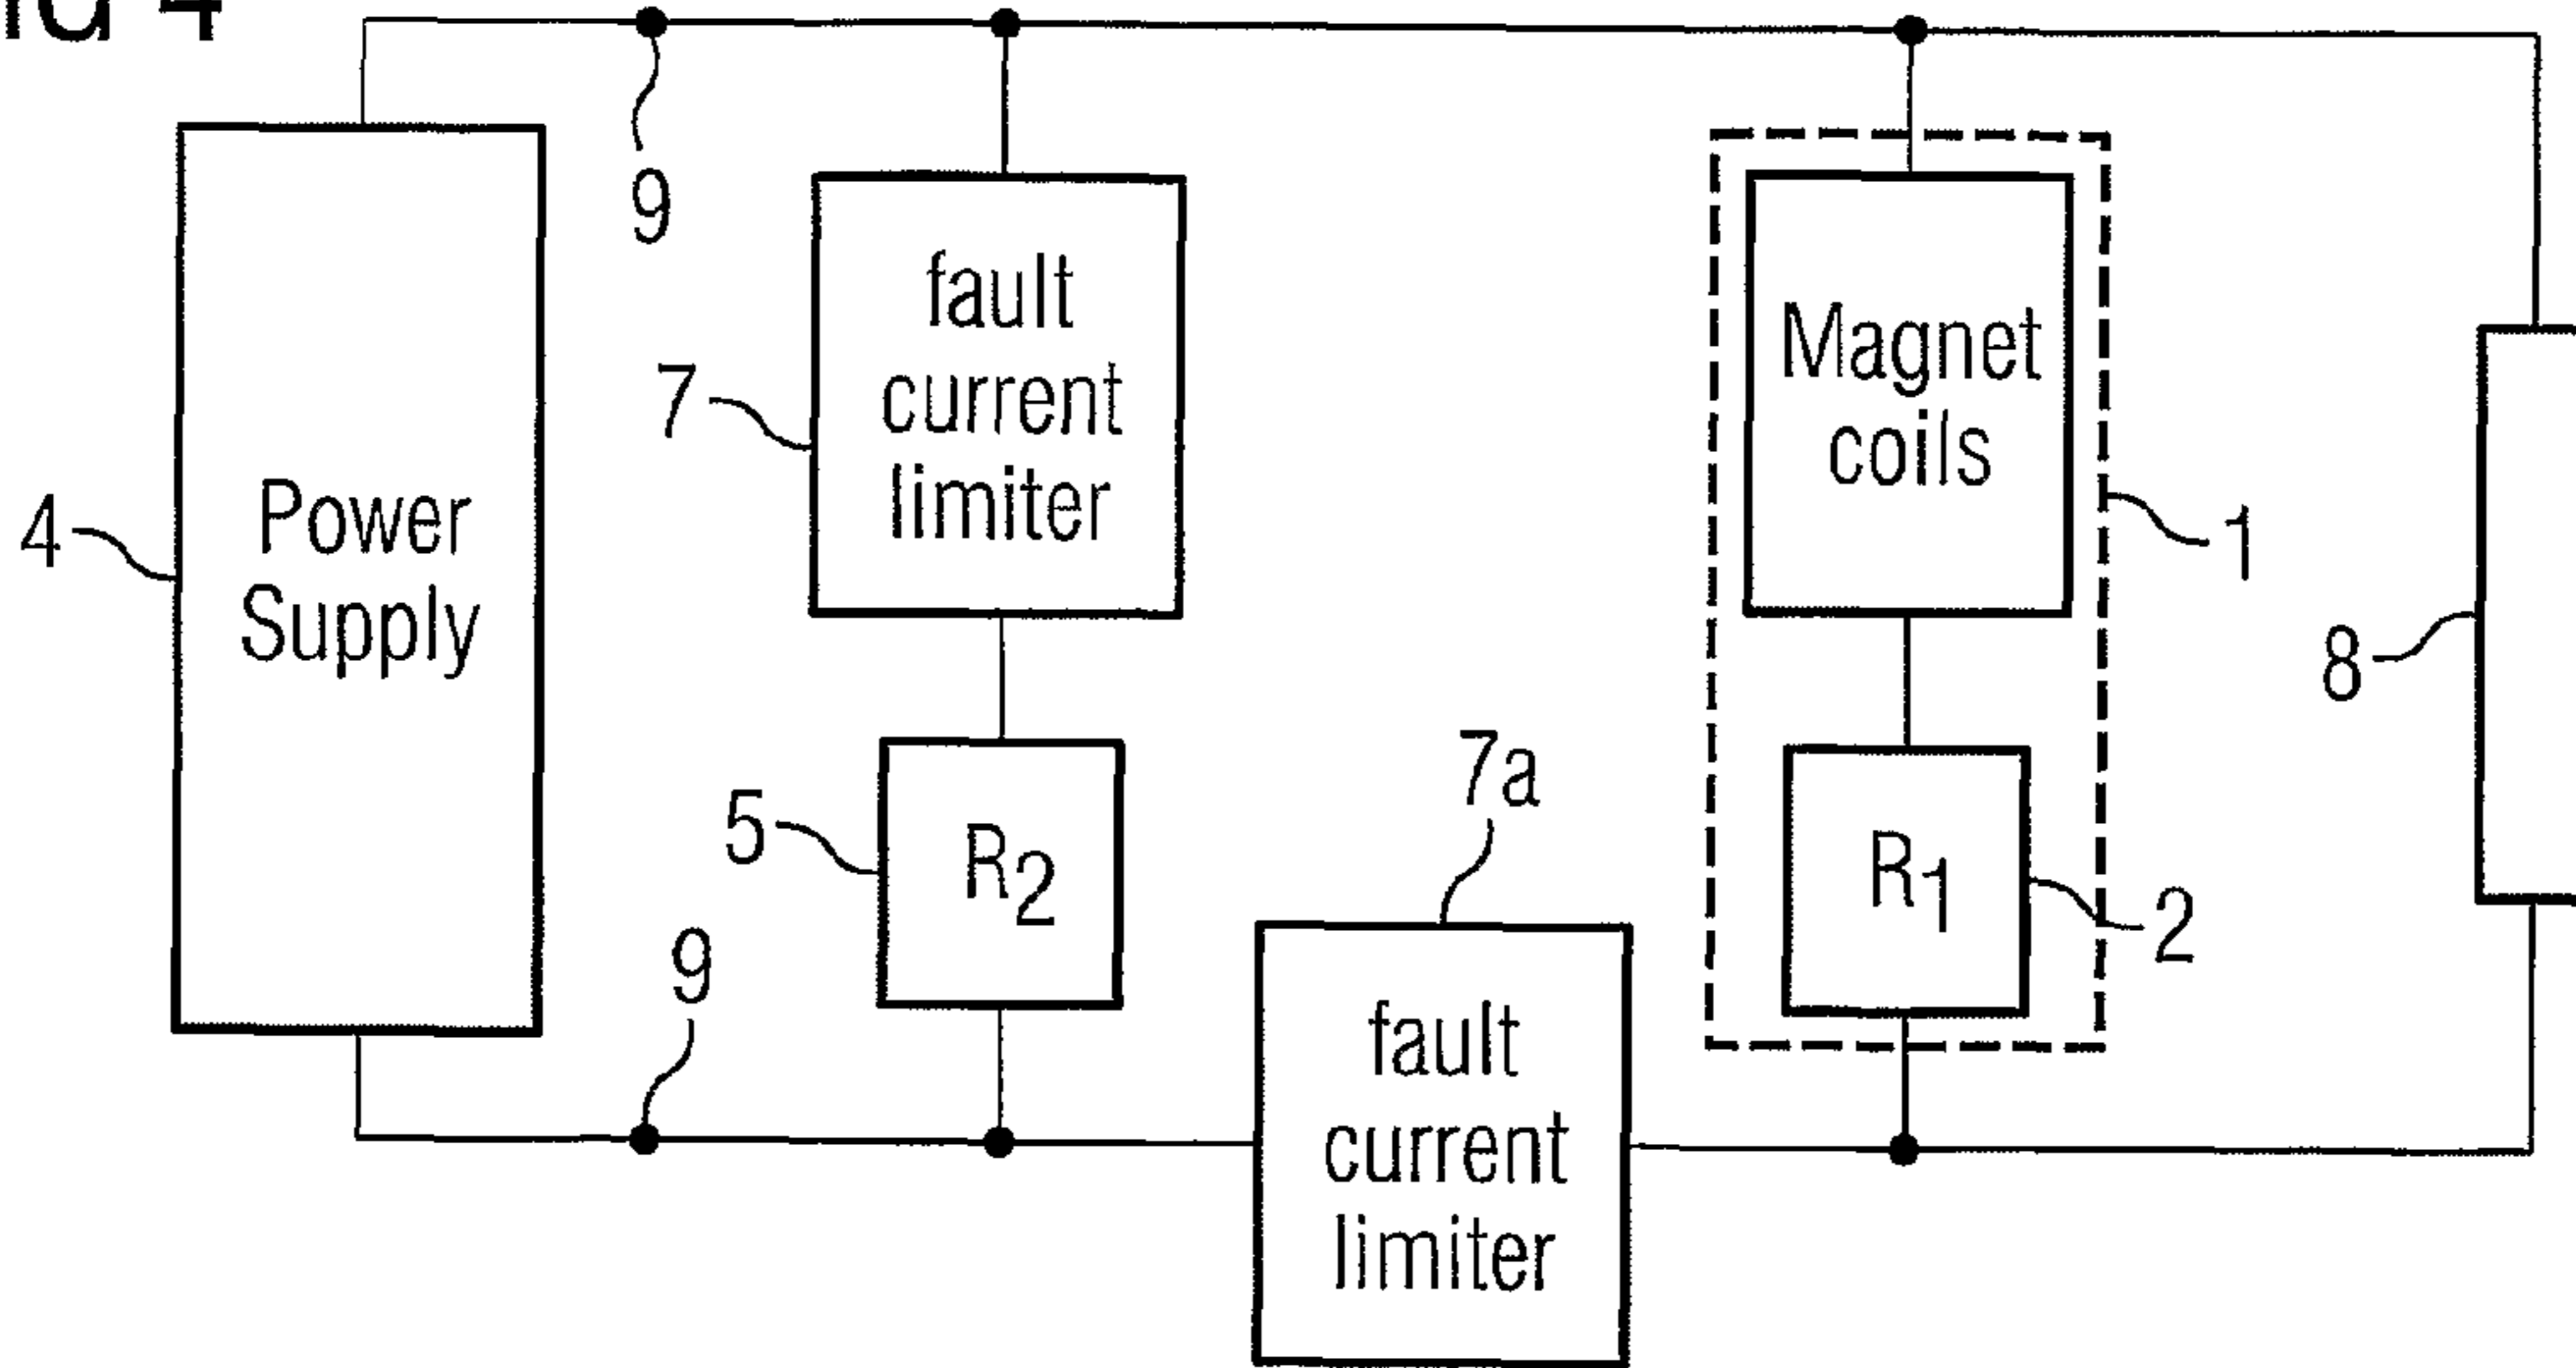 4
9
fault
current
limiter
7
Magnet
coils
1
Power
Supply
4
8
R2
5
7a
R1
2
9
fault
current
limiter